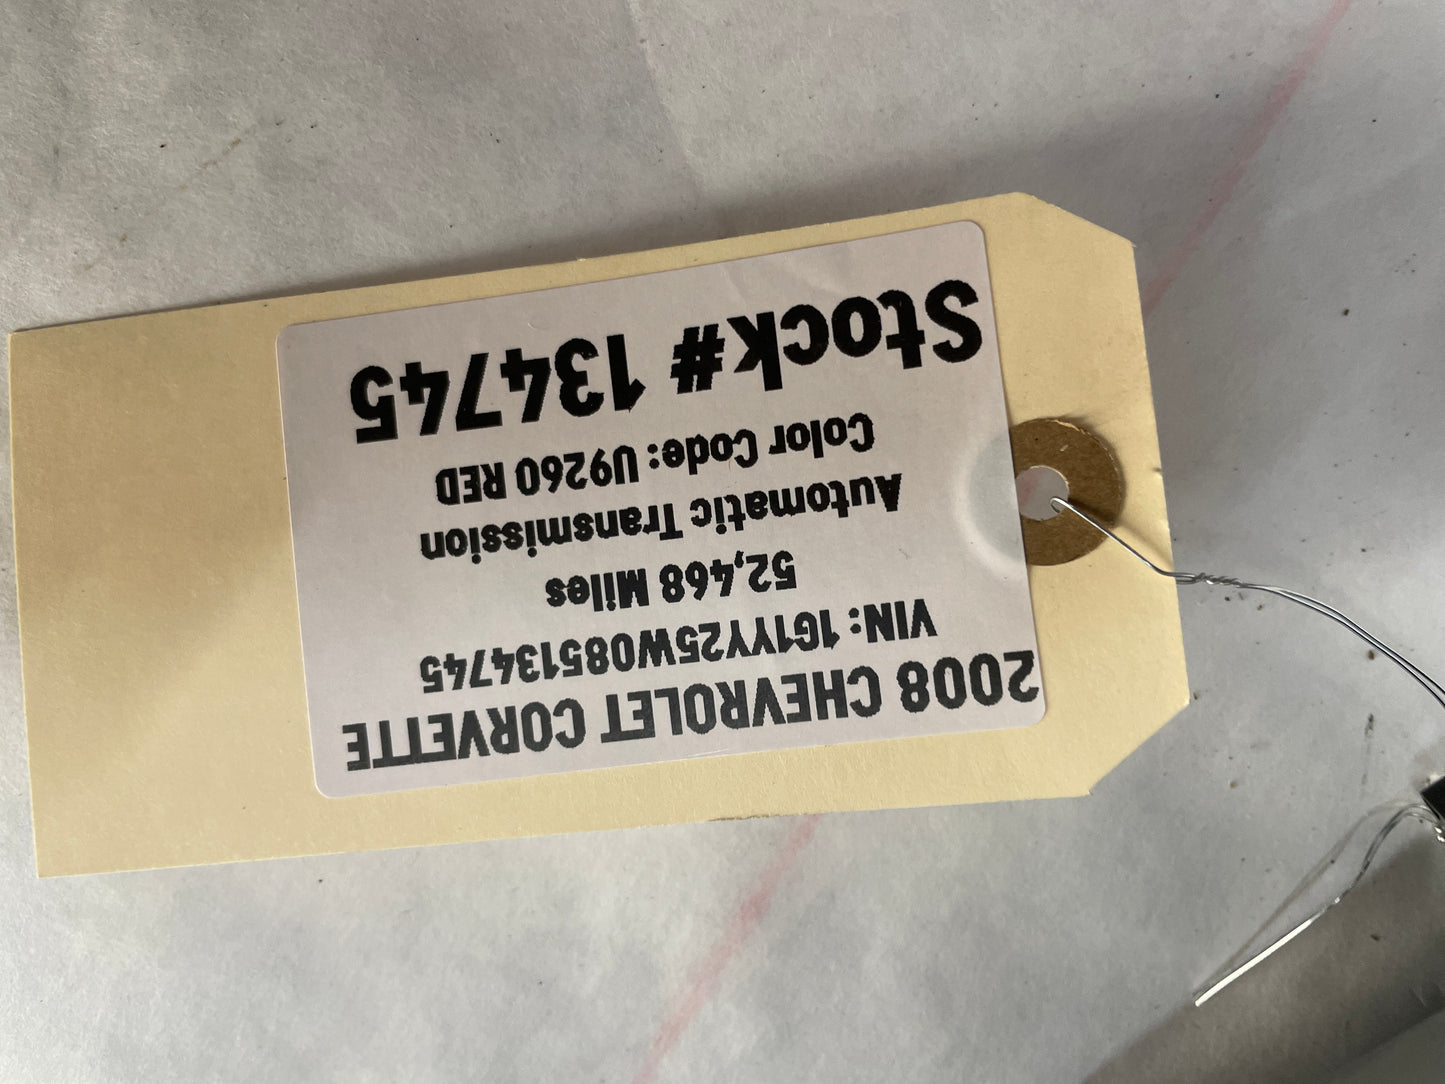 2008 CHEVROLET CORVETTE
VIN: 1G1YY25W085134745
52,468 Miles
Automatic Transmission
Color Code: U9260 RED
Stock# 134745